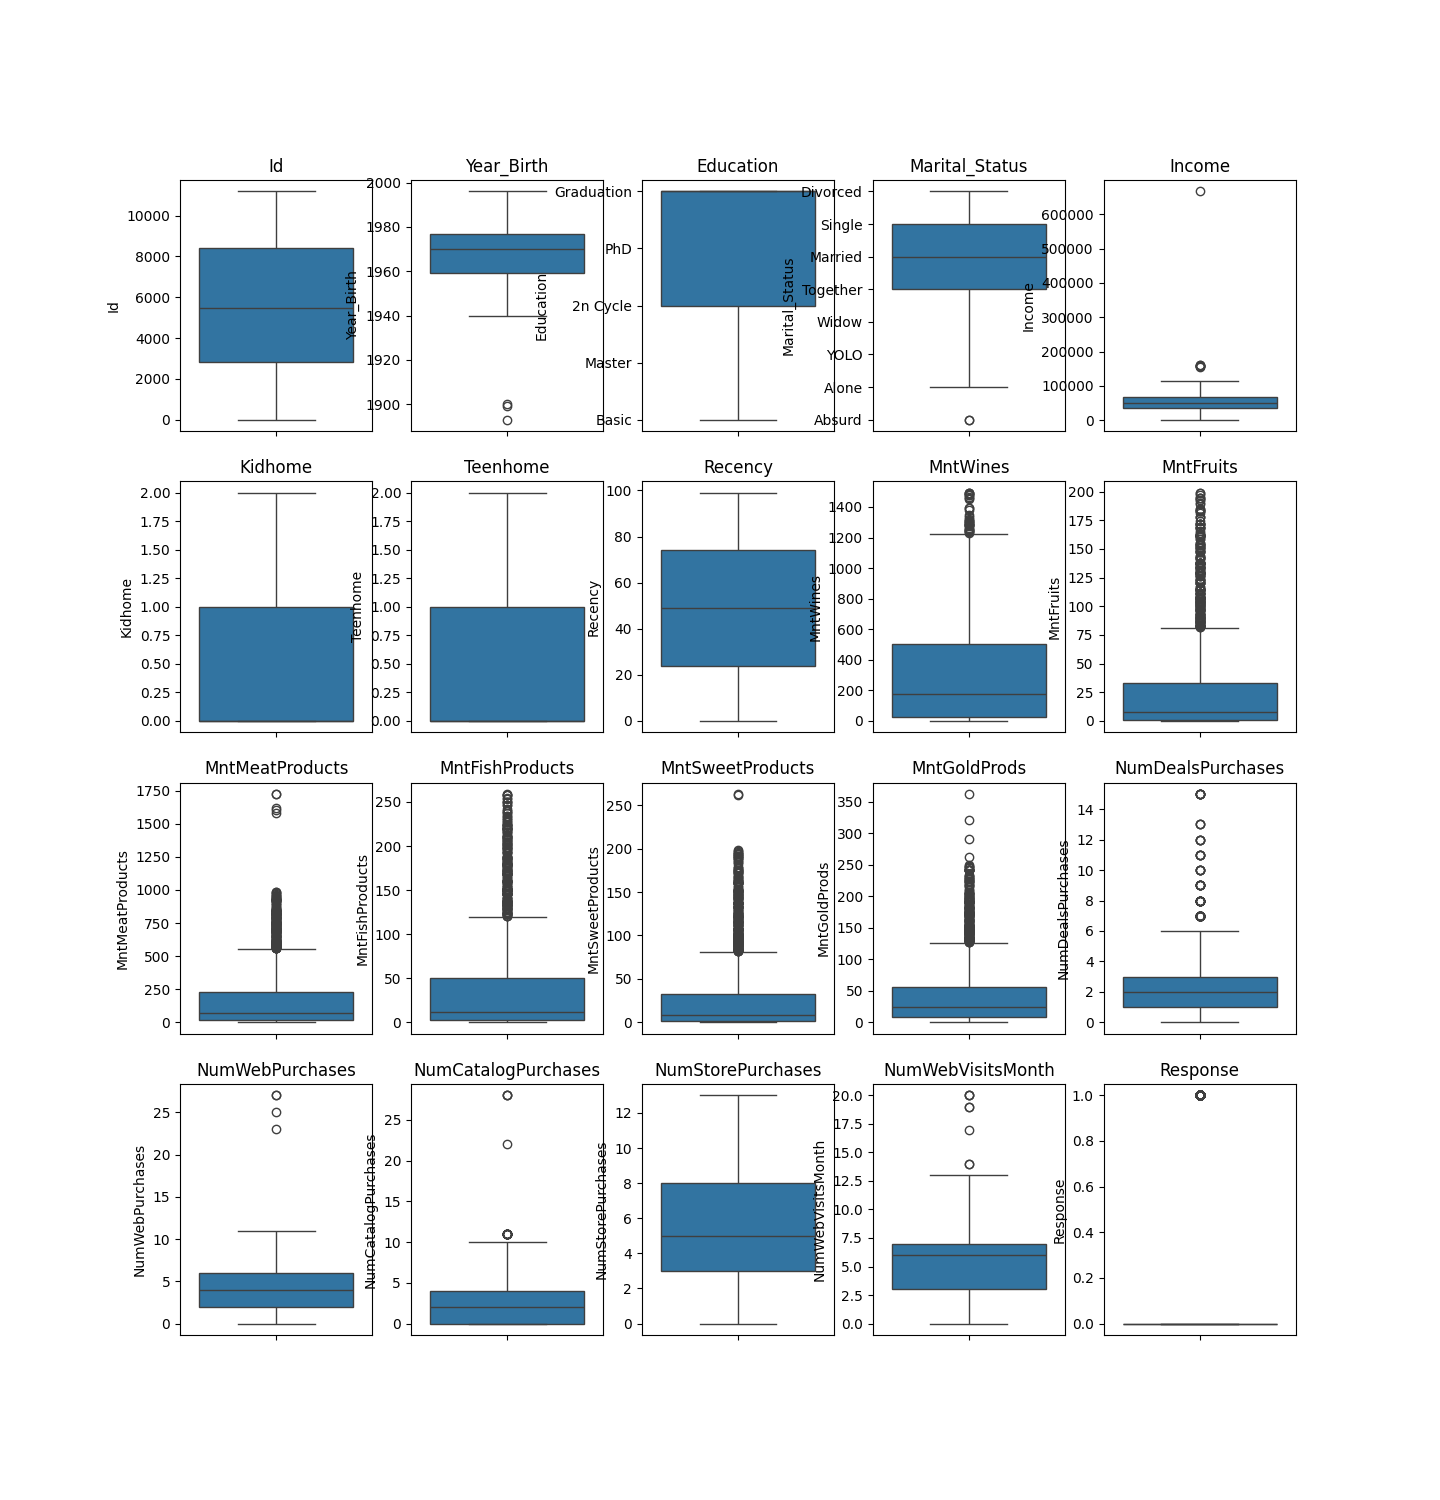 Id
Year_Birth
Education
Marital_Status
Income
Id
10000
8000
6000
4000
2000
0
Year_Birth
2000
1980
1960
1940
1920
1900
Education
Graduation
PhD
2n Cycle
Master
Basic
Marital_Status
Divorced
Single
Married
Together
Widow
YOLO
Alone
Absurd
Income
600000
500000
400000
300000
200000
100000
0
Kidhome
Teenhome
Recency
MntWines
MntFruits
Kidhome
2.00
1.75
1.50
1.25
1.00
0.75
0.50
0.25
0.00
Teenhome
2.00
1.75
1.50
1.25
1.00
0.75
0.50
0.25
0.00
Recency
100
80
60
40
20
0
MntWines
1400
1200
1000
800
600
400
200
0
MntFruits
200
175
150
125
100
75
50
25
0
MntMeatProducts
MntFishProducts
MntSweetProducts
MntGoldProds
NumDealsPurchases
MntMeatProducts
1750
1500
1250
1000
750
500
250
0
MntFishProducts
250
200
150
100
50
0
MntSweetProducts
250
200
150
100
50
0
MntGoldProds
350
300
250
200
150
100
50
0
NumDealsPurchases
14
12
10
8
6
4
2
0
NumWebPurchases
NumCatalogPurchases
NumStorePurchases
NumWebVisitsMonth
Response
NumWebPurchases
25
20
15
10
5
0
NumCatalogPurchases
25
20
15
10
5
0
NumStorePurchases
12
10
8
6
4
2
0
NumWebVisitsMonth
20.0
17.5
15.0
12.5
10.0
7.5
5.0
2.5
0.0
Response
1.0
0.8
0.6
0.4
0.2
0.0